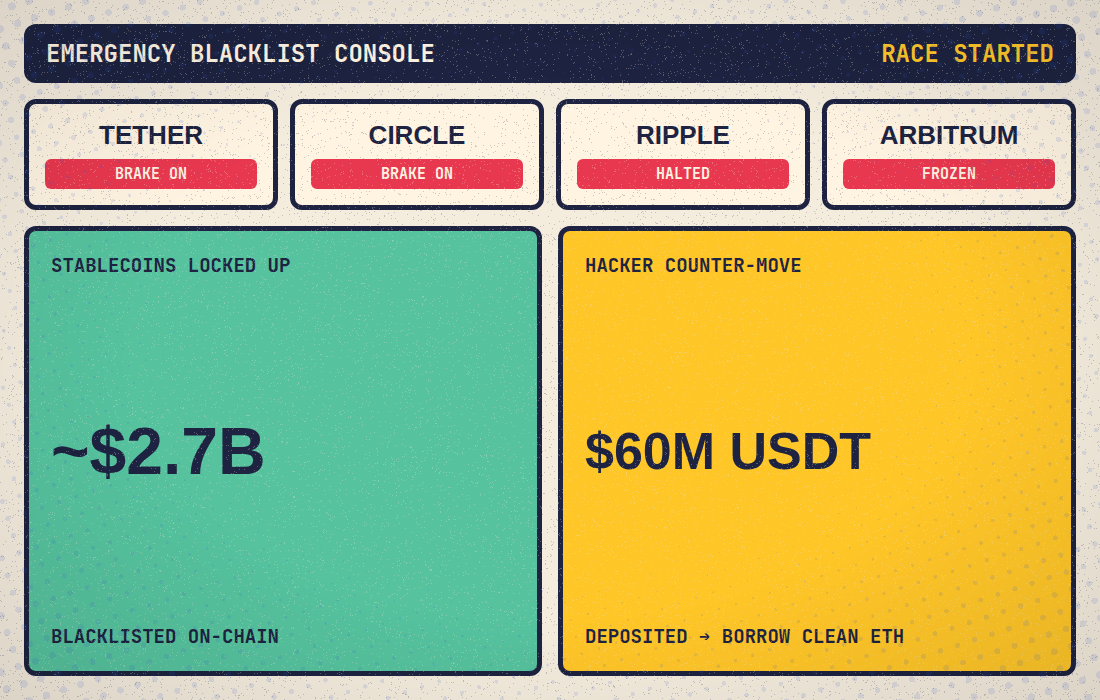 EMERGENCY BLACKLIST CONSOLE
RACE STARTED
TETHER
BRAKE ON
CIRCLE
BRAKE ON
RIPPLE
HALTED
ARBITRUM
FROZEN
STABLECOINS LOCKED UP
~$2.7B
BLACKLISTED ON-CHAIN
HACKER COUNTER-MOVE
$60M USDT
DEPOSITED → BORROW CLEAN ETH